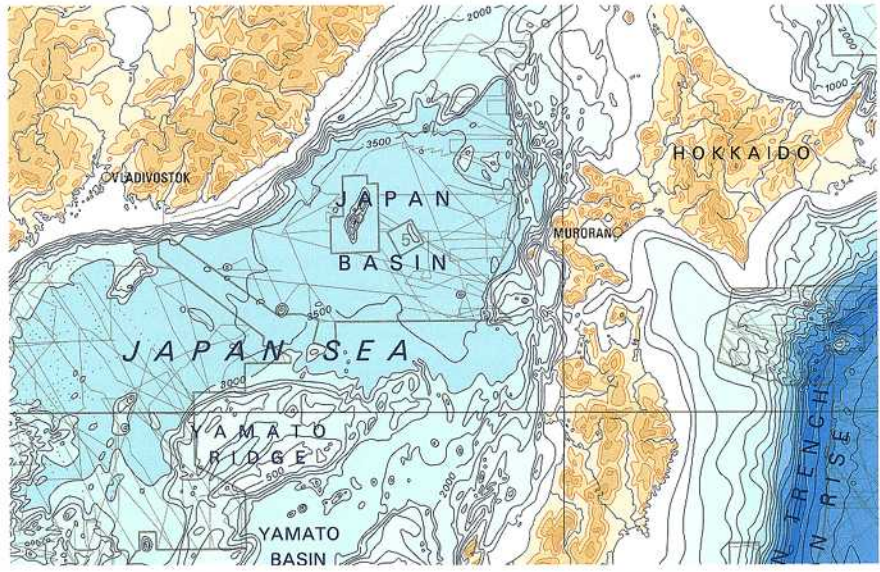 2000
2000
1000
3500
HOKKAIDO
VLADIVOSTOK
JAPAN
BASIN
5
MURORAN
3500
JAPAN SEA
3000
YAMATO
RIDGE
500
2000
YAMATO
BASIN
N TRENCH
N RISE